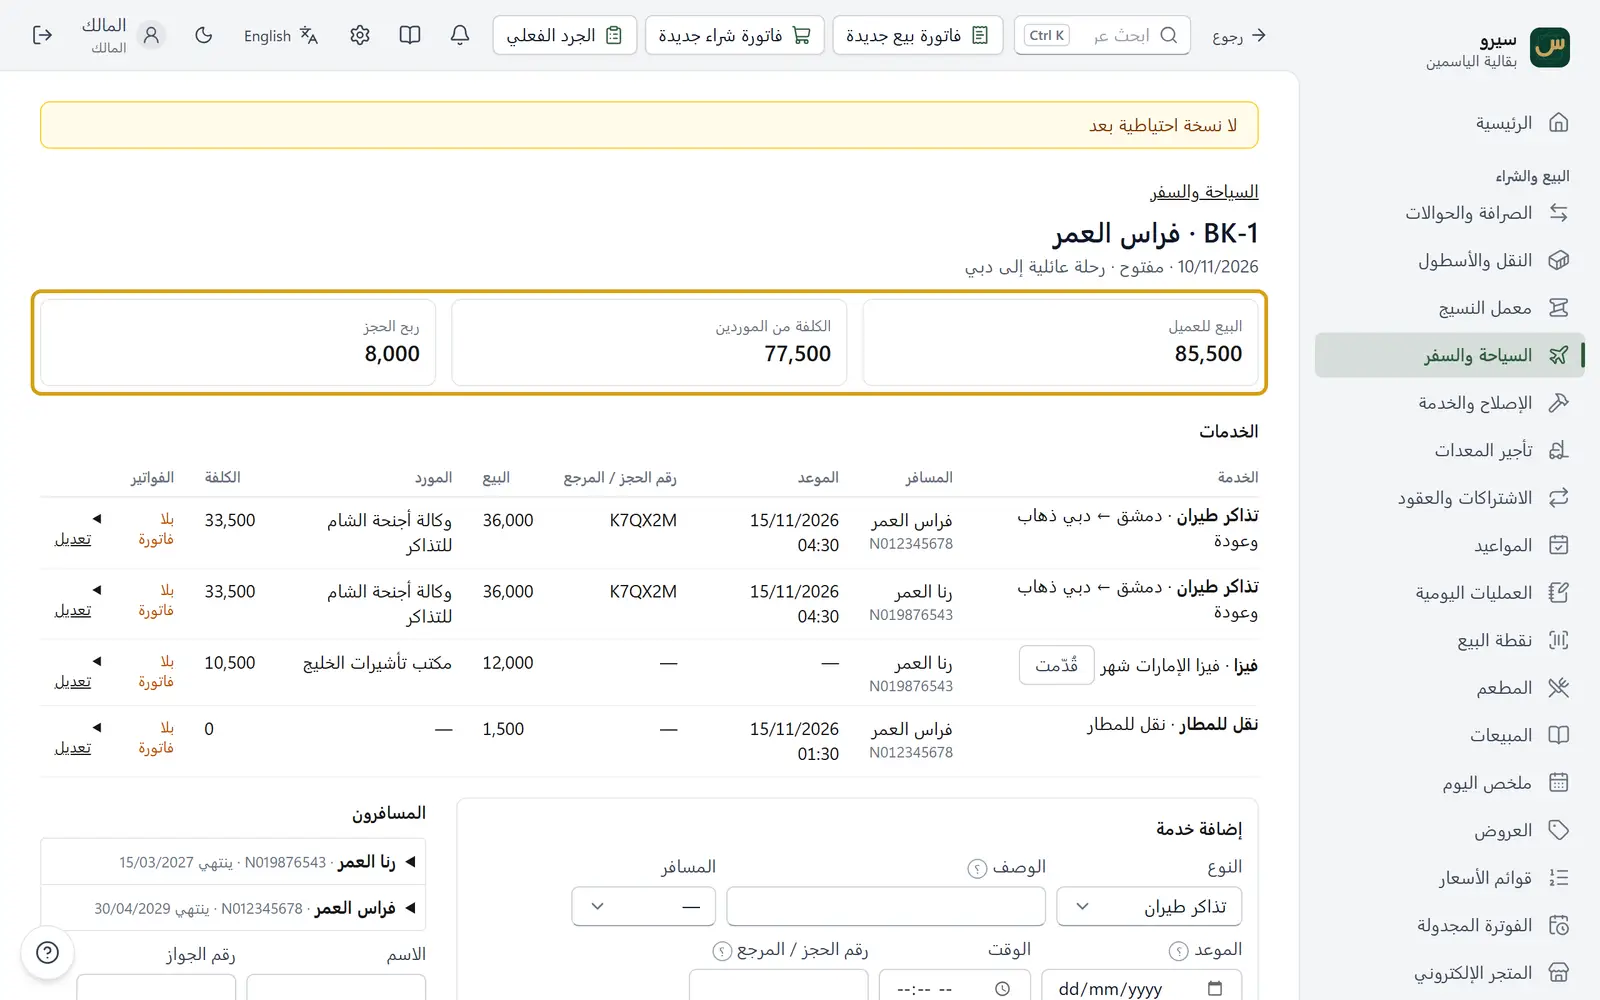 سيرو
بقالية الياسمين
رجوع
ابحث عر
Ctrl K
فاتورة بيع جديدة
فاتورة شراء جديدة
الجرد الفعلي
English
المالك
المالك
الرئيسية
البيع والشراء
الصرافة والحوالات
النقل والأسطول
معمل النسيج
السياحة والسفر
الإصلاح والخدمة
تأجير المعدات
الاشتراكات والعقود
المواعيد
العمليات اليومية
نقطة البيع
المطعم
المبيعات
ملخص اليوم
العروض
قوائم الأسعار
الفوترة المجدولة
المتجر الإلكتروني
لا نسخة احتياطية بعد
السياحة والسفر
BK-1 · فراس العمر
10/11/2026 · مفتوح · رحلة عائلية إلى دبي
البيع للعميل
85,500
الكلفة من الموردين
77,500
ربح الحجز
8,000
الخدمات
الخدمة المسافر الموعد رقم الحجز / المرجع البيع المورد الكلفة الفواتير
تذاكر طيران · دمشق ← دبي ذهاب وعودة فراس العمر N012345678 15/11/2026 04:30 K7QX2M 36,000 وكالة أجنحة الشام للتذاكر 33,500 بلا فاتورة ◀ تعديل
تذاكر طيران · دمشق ← دبي ذهاب وعودة رنا العمر N019876543 15/11/2026 04:30 K7QX2M 36,000 وكالة أجنحة الشام للتذاكر 33,500 بلا فاتورة ◀ تعديل
فيزا · فيزا الإمارات شهر قُدّمت رنا العمر N019876543 — — 12,000 مكتب تأشيرات الخليج 10,500 بلا فاتورة ◀ تعديل
نقل للمطار · نقل للمطار فراس العمر N012345678 15/11/2026 01:30 — 1,500 — 0 بلا فاتورة ◀ تعديل
إضافة خدمة
النوع
تذاكر طيران
الوصف ؟
المسافر
—
الموعد ؟
dd/mm/yyyy
الوقت
--:-- --
رقم الحجز / المرجع ؟
المسافرون
◀ رنا العمر · N019876543 · ينتهي 15/03/2027
◀ فراس العمر · N012345678 · ينتهي 30/04/2029
الاسم
رقم الجواز